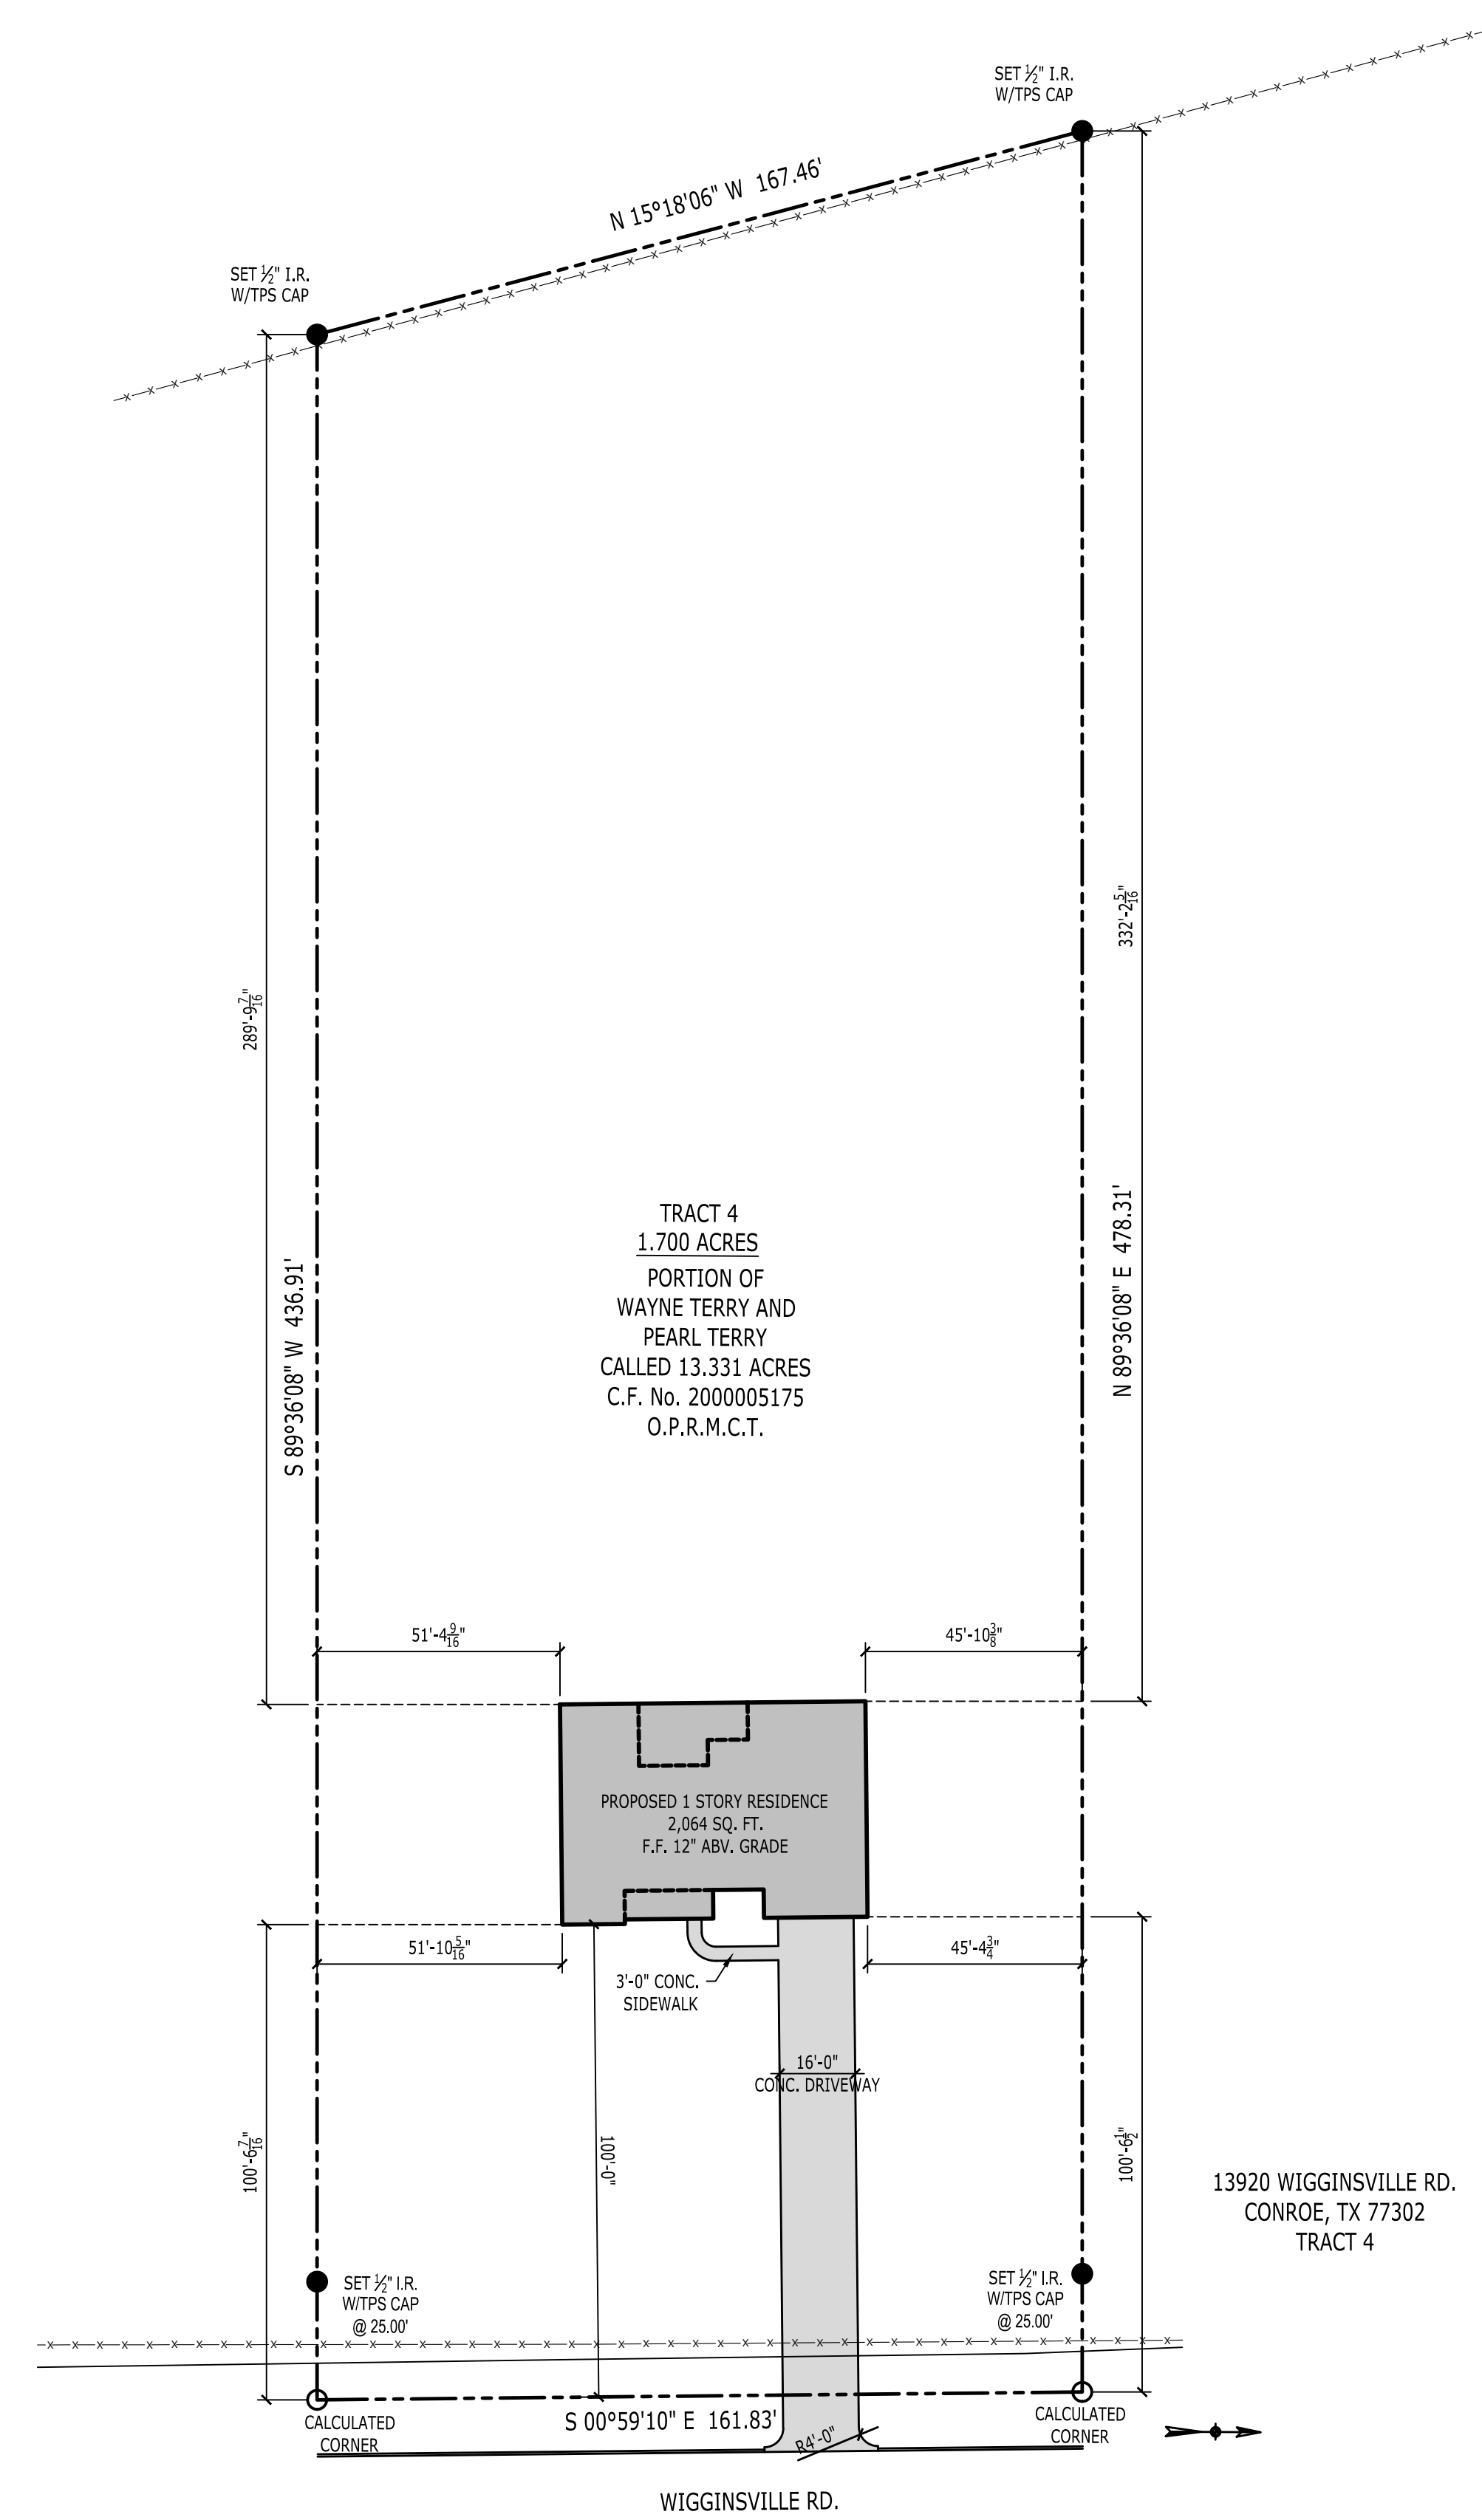 SET 1/2" I.R.
W/TPS CAP
N 15°18'06" W 167.46'
SET 1/2" I.R.
W/TPS CAP
332'-2 5/16"
289'-9 7/16"
S 89°36'08" W 436.91'
N 89°36'08" E 478.31'
TRACT 4
1.700 ACRES
PORTION OF
WAYNE TERRY AND
PEARL TERRY
CALLED 13.331 ACRES
C.F. No. 2000005175
O.P.R.M.C.T.
51'-4 9/16"
45'-10 3/8"
PROPOSED 1 STORY RESIDENCE
2,064 SQ. FT.
F.F. 12" ABV. GRADE
51'-10 5/16"
45'-4 3/4"
3'-0" CONC.
SIDEWALK
16'-0"
CONC. DRIVEWAY
100'-6 7/16"
100'-0"
100'-6 1/2"
13920 WIGGINSVILLE RD.
CONROE, TX 77302
TRACT 4
SET 1/2" I.R.
W/TPS CAP
@ 25.00'
SET 1/2" I.R.
W/TPS CAP
@ 25.00'
CALCULATED
CORNER
S 00°59'10" E 161.83'
R4'-0"
CALCULATED
CORNER
WIGGINSVILLE RD.